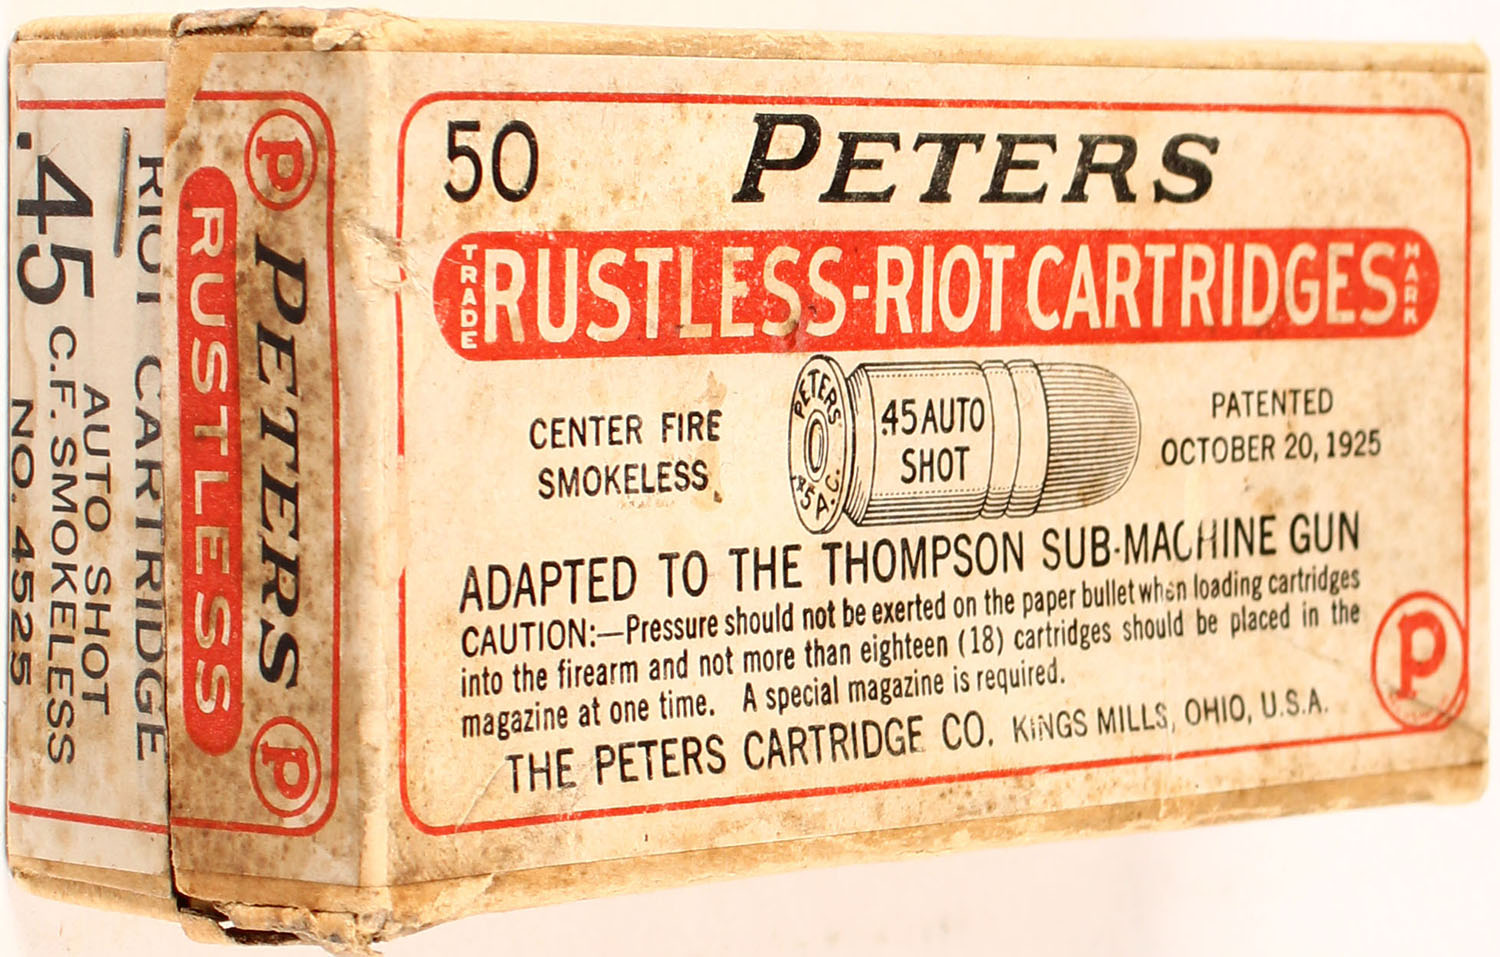 50
PETERS
TRADE RUSTLESS-RIOT CARTRIDGES MARK
CENTER FIRE
SMOKELESS
PETERS
.45 A.C.
.45 AUTO
SHOT
PATENTED
OCTOBER 20, 1925
ADAPTED TO THE THOMPSON SUB-MACHINE GUN
CAUTION:—Pressure should not be exerted on the paper bullet when loading cartridges
into the firearm and not more than eighteen (18) cartridges should be placed in the
magazine at one time. A special magazine is required.
THE PETERS CARTRIDGE CO. KINGS MILLS, OHIO, U.S.A.
P
P PETERS P
RUSTLESS
RIOT CARTRIDGE
.45 AUTO SHOT
C.F. SMOKELESS
NO. 4525